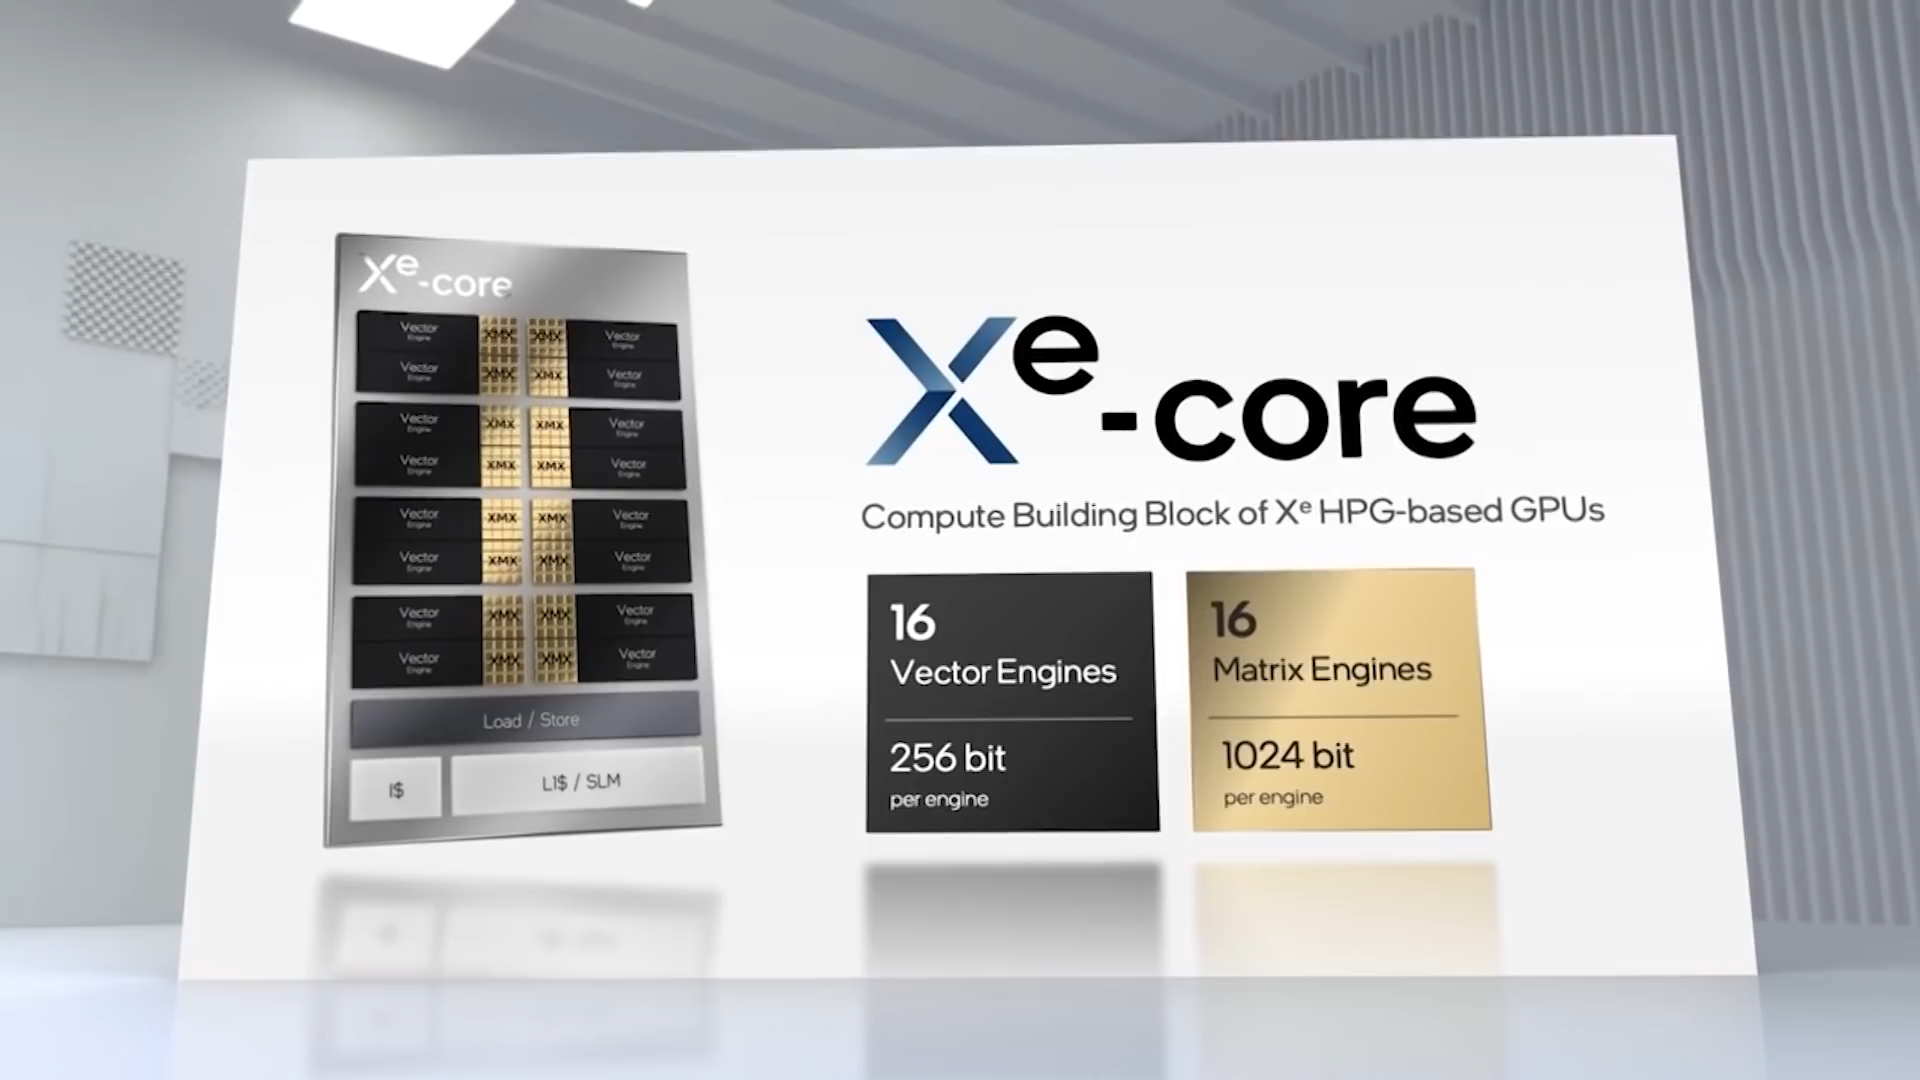 Xe-core
Vector Engine XMX XMX Vector Engine
Vector Engine XMX XMX Vector Engine
Vector Engine XMX XMX Vector Engine
Vector Engine XMX XMX Vector Engine
Vector Engine XMX XMX Vector Engine
Vector Engine XMX XMX Vector Engine
Vector Engine XMX XMX Vector Engine
Vector Engine XMX XMX Vector Engine
Load / Store
I$ L1$ / SLM
Xe-core
Compute Building Block of Xe HPG-based GPUs
16
Vector Engines
256 bit
per engine
16
Matrix Engines
1024 bit
per engine